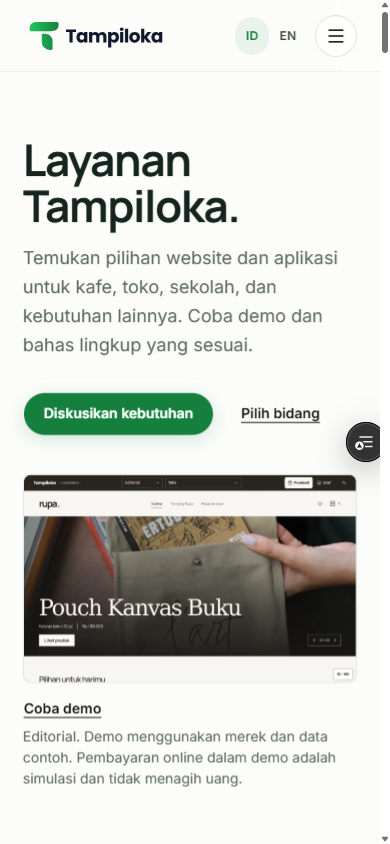 Tampiloka
ID EN
Layanan
Tampiloka.
Temukan pilihan website dan aplikasi
untuk kafe, toko, sekolah, dan
kebutuhan lainnya. Coba demo dan
bahas lingkup yang sesuai.
Diskusikan kebutuhan Pilih bidang
Tampiloka
rupa.
Pouch Kanvas Buku
Lihat produk
Pilihan untuk harimu
Coba demo
Editorial. Demo menggunakan merek dan data
contoh. Pembayaran online dalam demo adalah
simulasi dan tidak menagih uang.